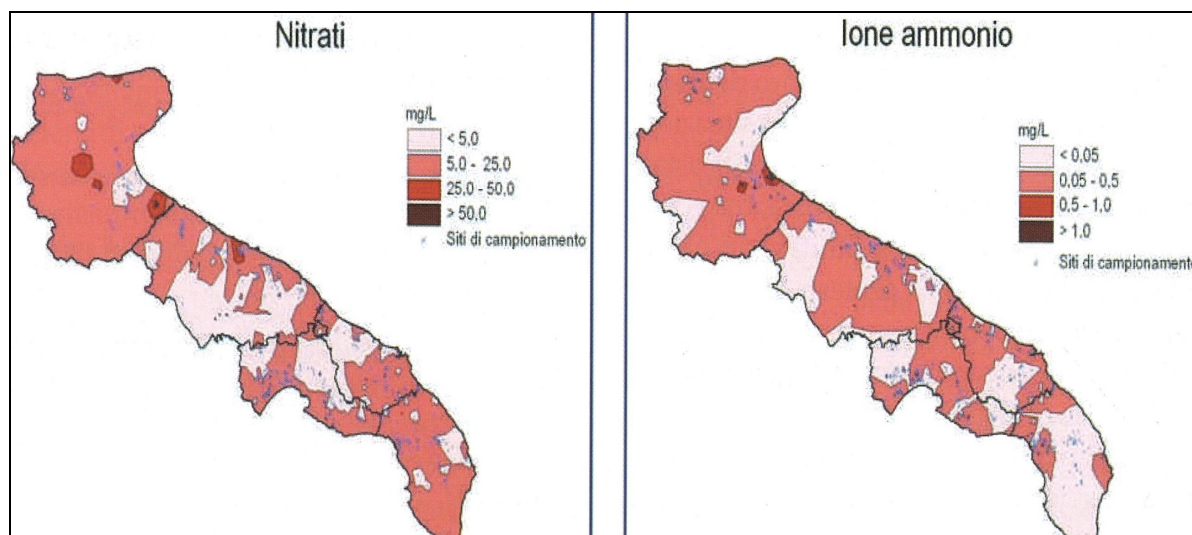 Nitrati
mg/L
< 5.0
5.0 - 25.0
25.0 - 50.0
> 50.0
Siti di campionamento
Ione ammonio
mg/L
< 0.05
0.05 - 0.5
0,5 - 1.0
> 1.0
Siti di campionamento